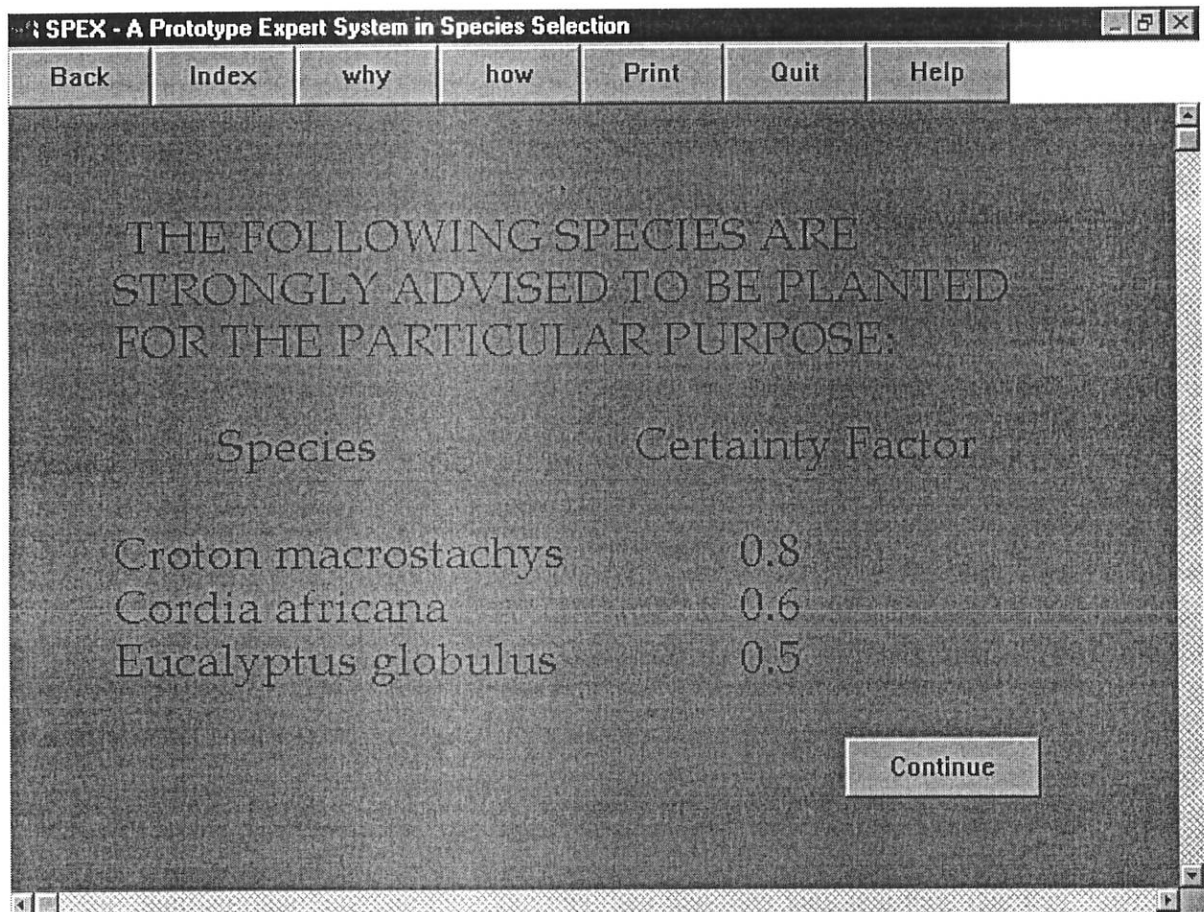 SPEX - A Prototype Expert System in Species Selection
Back Index why how Print Quit Help
THE FOLLOWING SPECIES ARE
STRONGLY ADVISED TO BE PLANTED
FOR THE PARTICULAR PURPOSE:
Species Certainty Factor
Croton macrostachys 0.8
Cordia africana 0.6
Eucalyptus globulus 0.5
Continue